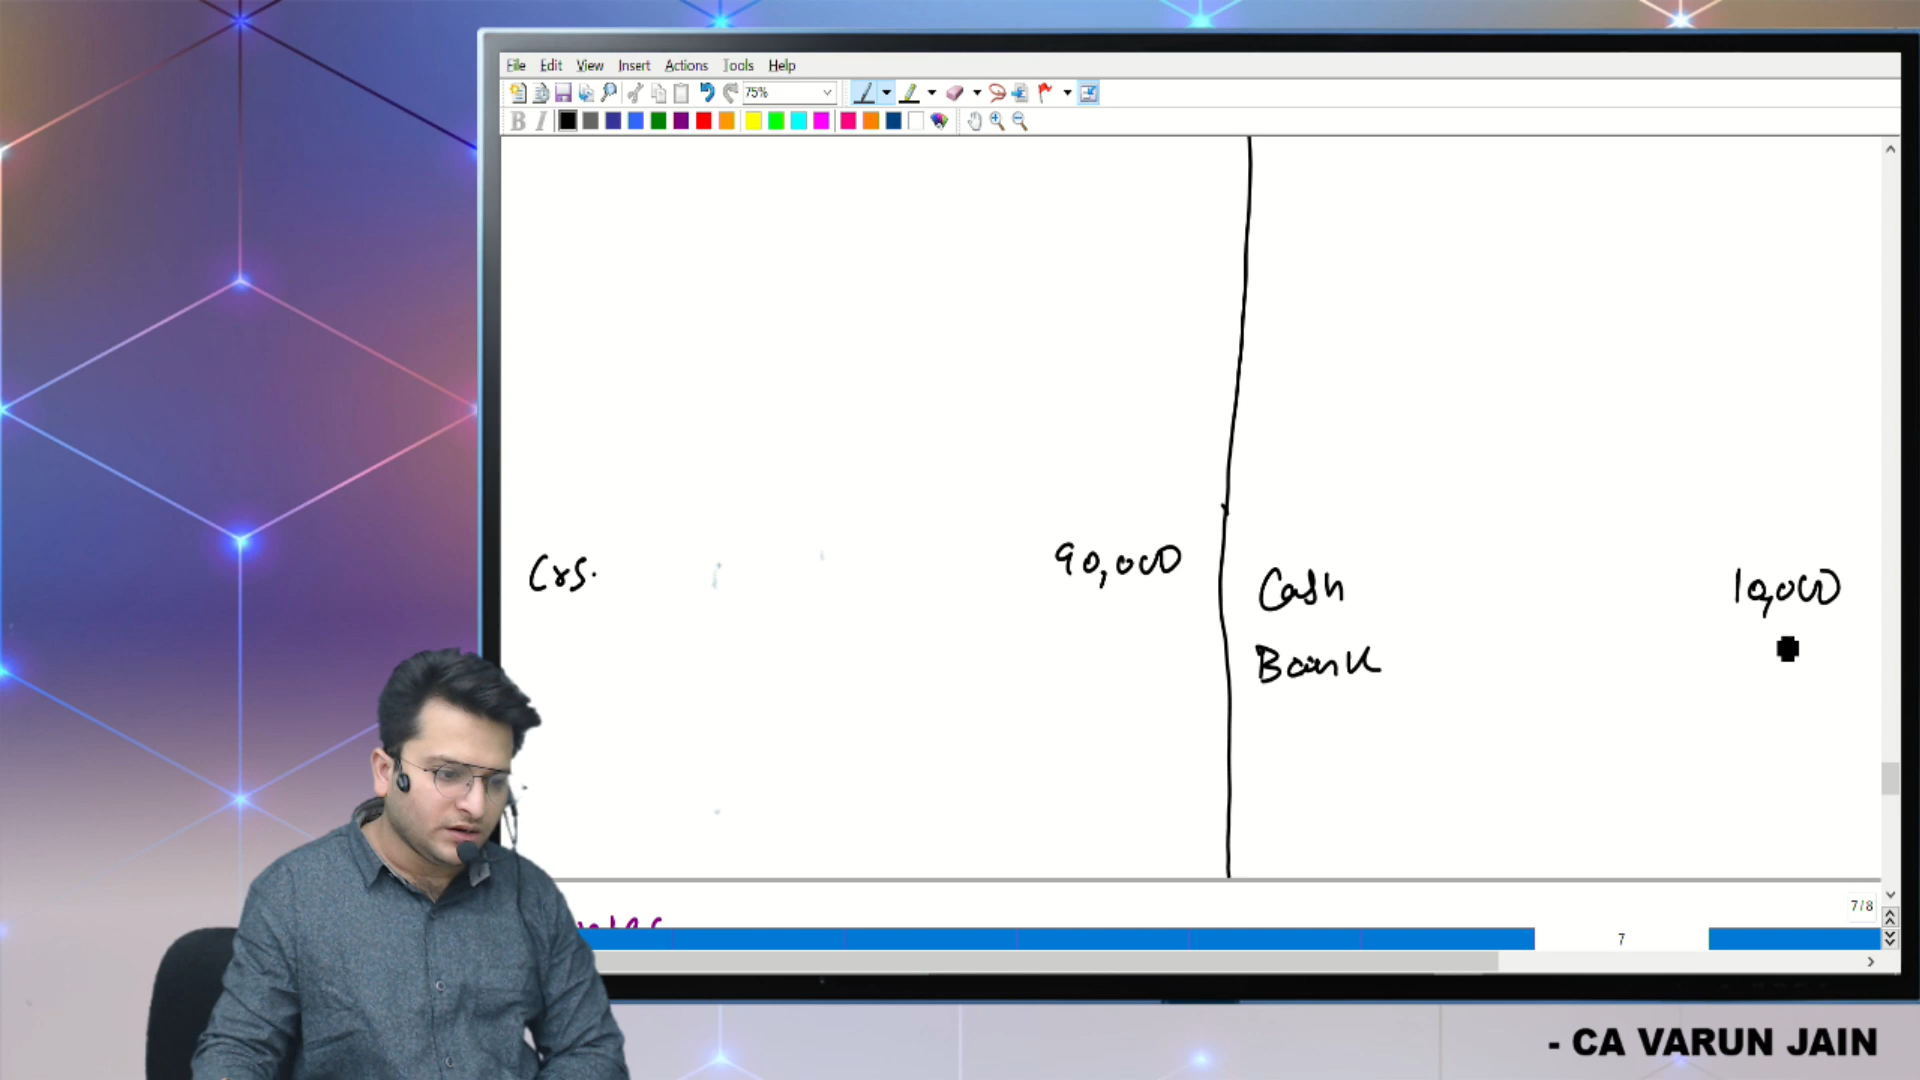 File Edit View Insert Actions Tools Help
75%
B I
Crs. 90,000
Cash 10,000
Bank
7/8
7
- CA VARUN JAIN